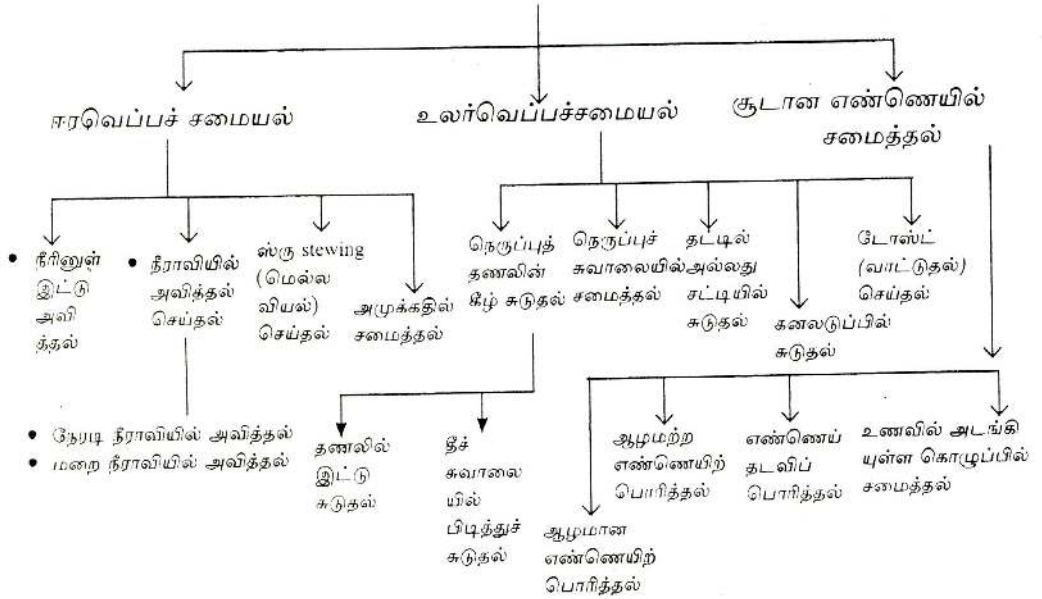 ஈரவெப்பச் சமையல்
உலர்வெப்பச்சமையல்
சூடான எண்ணெயில்
சமைத்தல்
• நீரினுள்
இட்டு
அவி
த்தல்
• நீராவியில்
அவித்தல்
செய்தல்
ஸ்ரு stewing
(மெல்ல
வியல்)
செய்தல்
அமுக்கதில்
சமைத்தல்
நெருப்புத்
தணலின்
கீழ் சுடுதல்
நெருப்புச்
சுவாலையில்
சமைத்தல்
தட்டில்
அல்லது
சட்டியில்
சுடுதல்
கனலடுப்பில்
சுடுதல்
டோஸ்ட்
(வாட்டுதல்)
செய்தல்
• நேரடி நீராவியில் அவித்தல்
• மறை நீராவியில் அவித்தல்
தணலில்
இட்டு
சுடுதல்
தீச்
சுவாலை
யில்
பிடித்துச்
சுடுதல்
ஆழமான
எண்ணெயிற்
பொரித்தல்
ஆழமற்ற
எண்ணெயிற்
பொரித்தல்
எண்ணெய்
தடவிப்
பொரித்தல்
உணவில் அடங்கி
யுள்ள கொழுப்பில்
சமைத்தல்